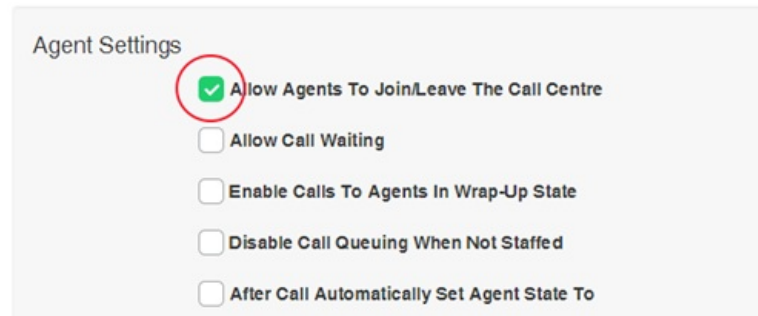 Agent Settings
Allow Agents To Join/Leave The Call Centre
Allow Call Waiting
Enable Calls To Agents In Wrap-Up State
Disable Call Queuing When Not Staffed
After Call Automatically Set Agent State To